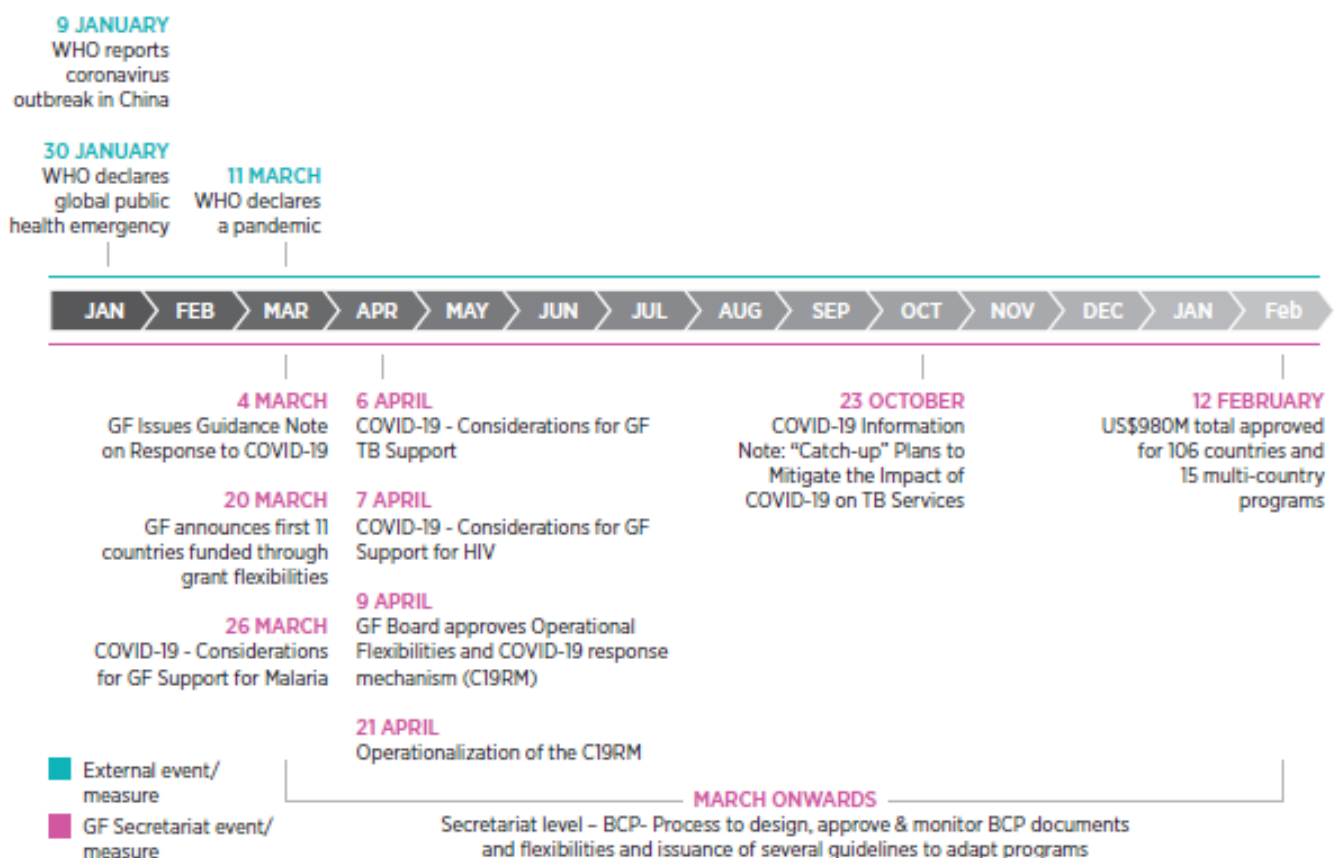 9 JANUARY
WHO reports
coronavirus
outbreak in China
30 JANUARY
WHO declares
global public
health emergency
11 MARCH
WHO declares
a pandemic
JAN
FEB
MAR
APR
MAY
JUN
JUL
AUG
SEP
OCT
NOV
DEC
JAN
Feb
4 MARCH
GF Issues Guidance Note
on Response to COVID-19
20 MARCH
GF announces first 11
countries funded through
grant flexibilities
26 MARCH
COVID-19 - Considerations
for GF Support for Malaria
6 APRIL
COVID-19 - Considerations for GF
TB Support
7 APRIL
COVID-19 - Considerations for GF
Support for HIV
9 APRIL
GF Board approves Operational
Flexibilities and COVID-19 response
mechanism (C19RM)
21 APRIL
Operationalization of the C19RM
23 OCTOBER
COVID-19 Information
Note: “Catch-up” Plans to
Mitigate the Impact of
COVID-19 on TB Services
12 FEBRUARY
US$980M total approved
for 106 countries and
15 multi-country
programs
External event/
measure
GF Secretariat event/
measure
MARCH ONWARDS
Secretariat level – BCP- Process to design, approve & monitor BCP documents
and flexibilities and issuance of several guidelines to adapt programs